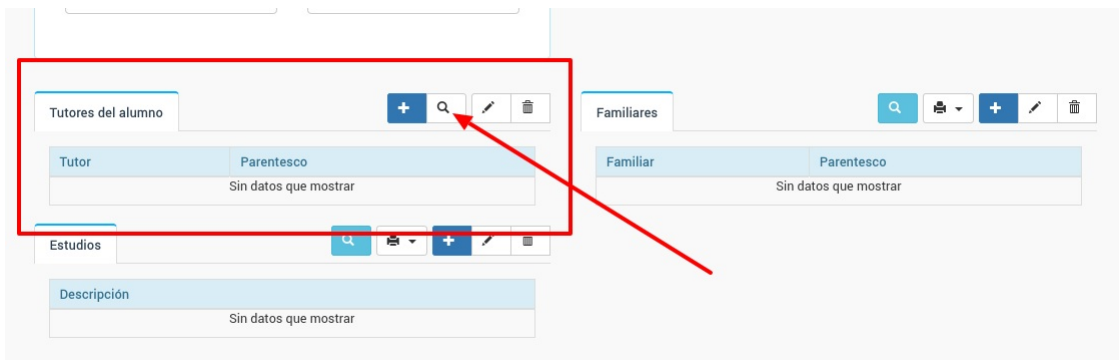 Tutores del alumno
Tutor Parentesco
Sin datos que mostrar
Familiares
Familiar Parentesco
Sin datos que mostrar
Estudios
Descripción
Sin datos que mostrar